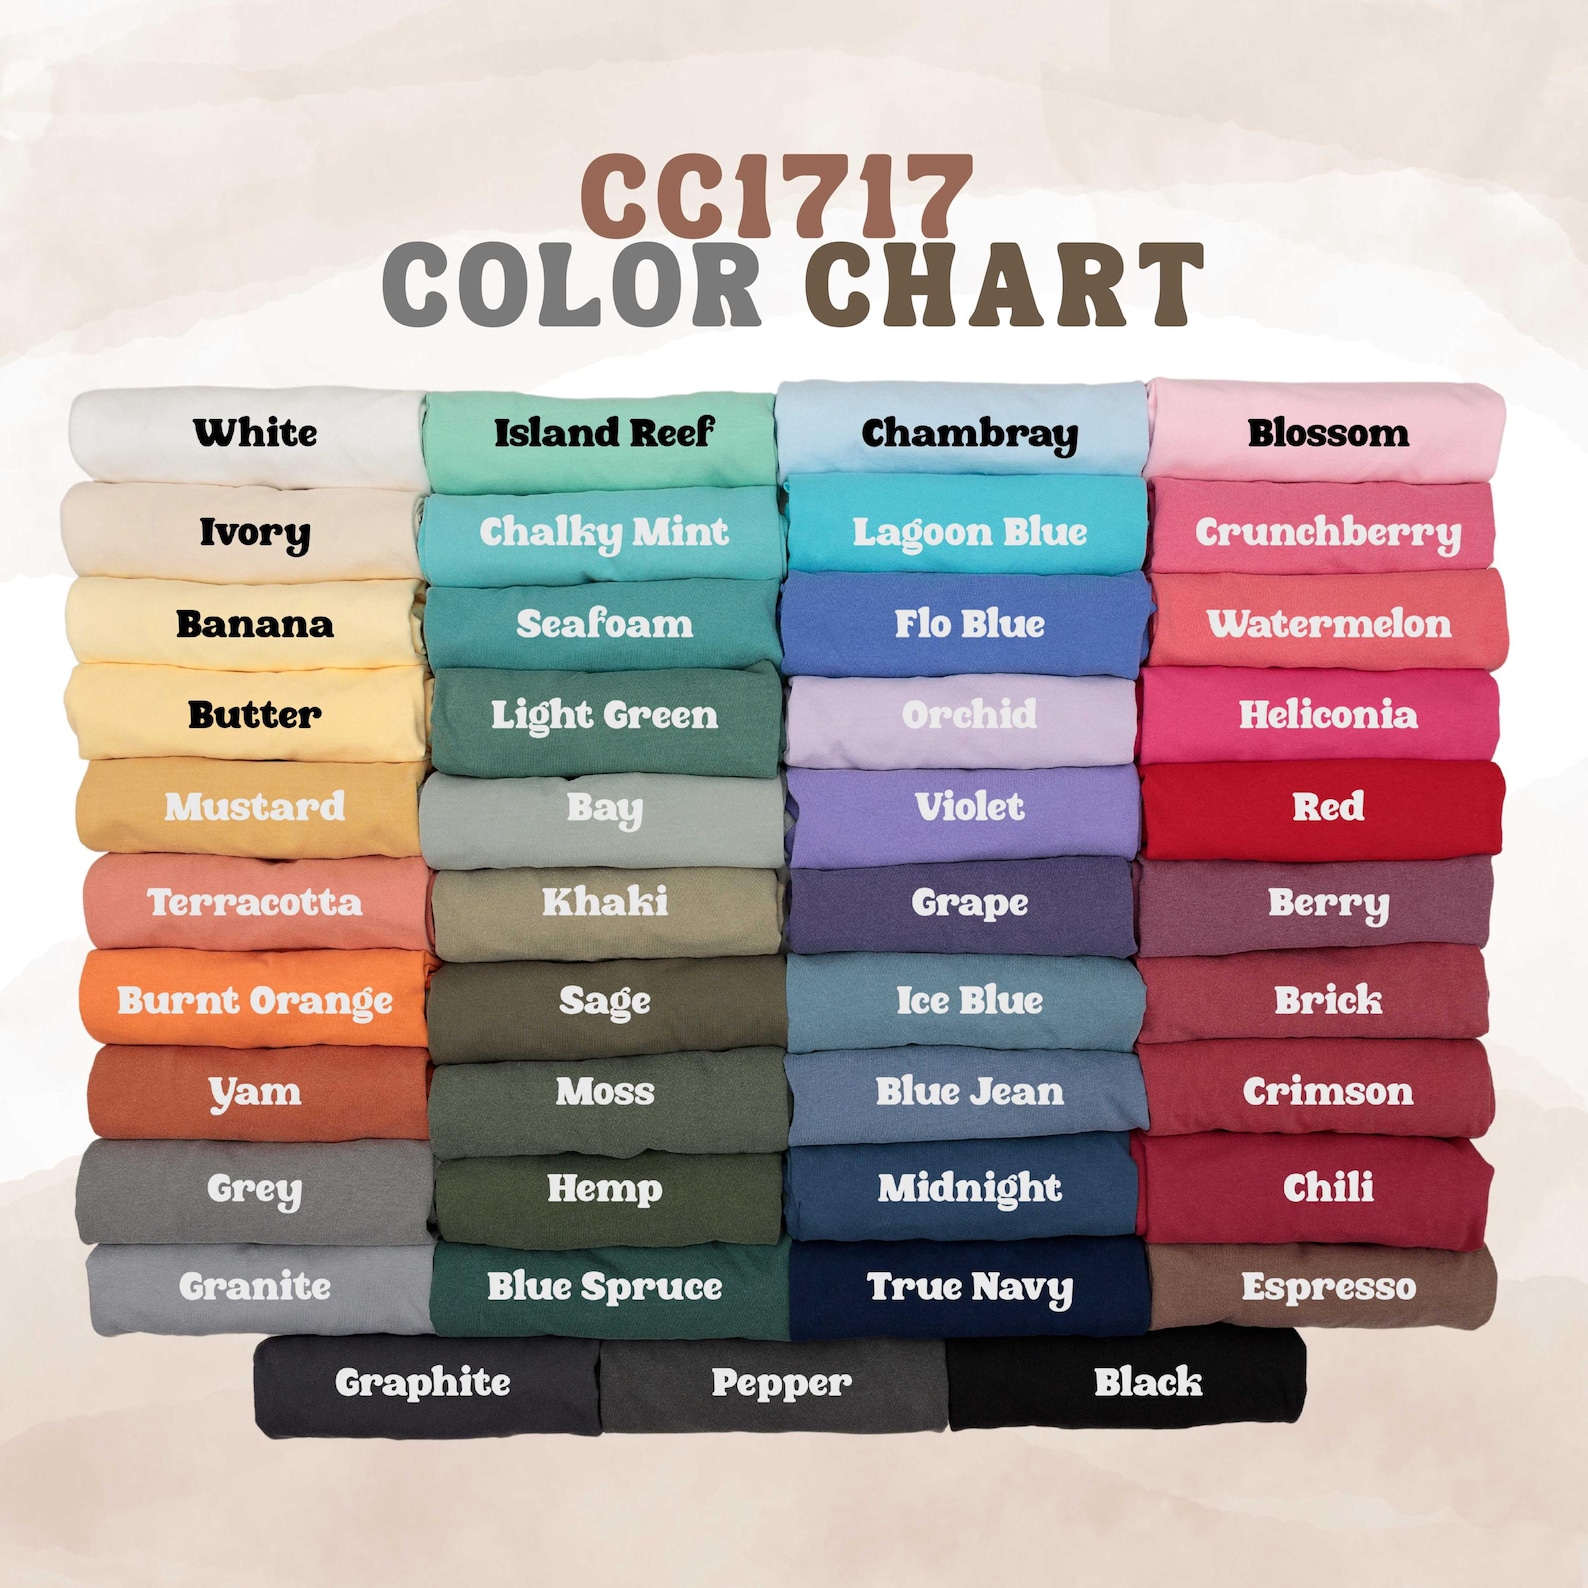 CC1717
COLOR CHART
White
Island Reef
Chambray
Blossom
Ivory
Chalky Mint
Lagoon Blue
Crunchberry
Banana
Seafoam
Flo Blue
Watermelon
Butter
Light Green
Orchid
Heliconia
Mustard
Bay
Violet
Red
Terracotta
Khaki
Grape
Berry
Burnt Orange
Sage
Ice Blue
Brick
Yam
Moss
Blue Jean
Crimson
Grey
Hemp
Midnight
Chili
Granite
Blue Spruce
True Navy
Espresso
Graphite
Pepper
Black